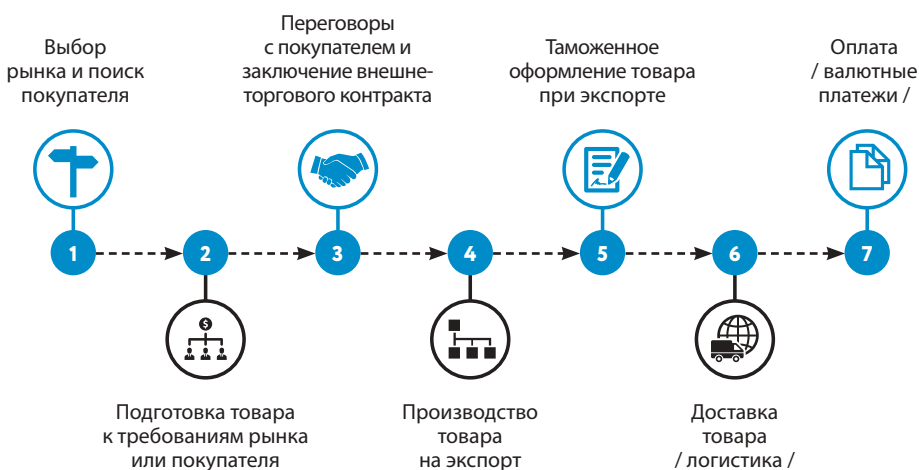 Выбор
рынка и поиск
покупателя
Переговоры
с покупателем и
заключение внешне-
торгового контракта
Таможенное
оформление товара
при экспорте
Оплата
/ валютные
платежи /
1
2
3
4
5
6
7
$
Подготовка товара
к требованиям рынка
или покупателя
Производство
товара
на экспорт
Доставка
товара
/ логистика /